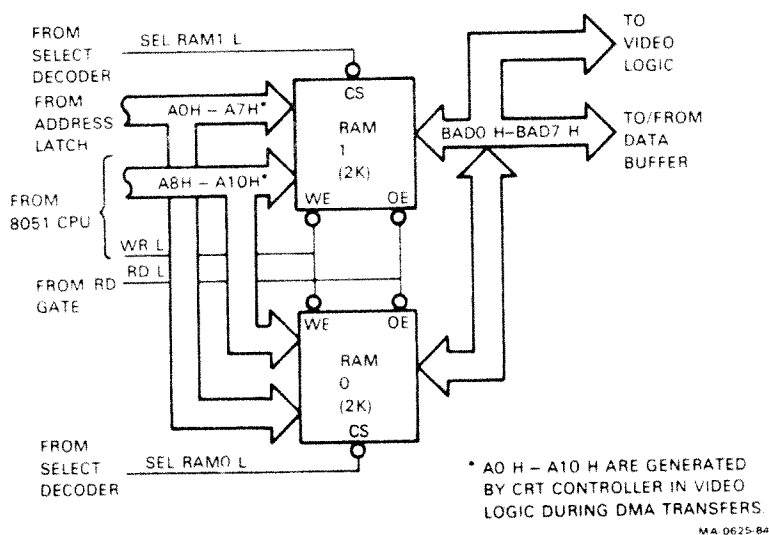 FROM
SELECT
DECODER
SEL RAM1 L
FROM
ADDRESS
LATCH
A0H – A7H*
A8H – A10H*
FROM
8051 CPU
WR L
RD L
FROM RD
GATE
CS
RAM
1
(2K)
WE OE
WE OE
RAM
0
(2K)
CS
FROM
SELECT
DECODER
SEL RAM0 L
TO
VIDEO
LOGIC
BAD0 H–BAD7 H
TO/FROM
DATA
BUFFER
* A0 H – A10 H ARE GENERATED
BY CRT CONTROLLER IN VIDEO
LOGIC DURING DMA TRANSFERS.
MA-0625-84